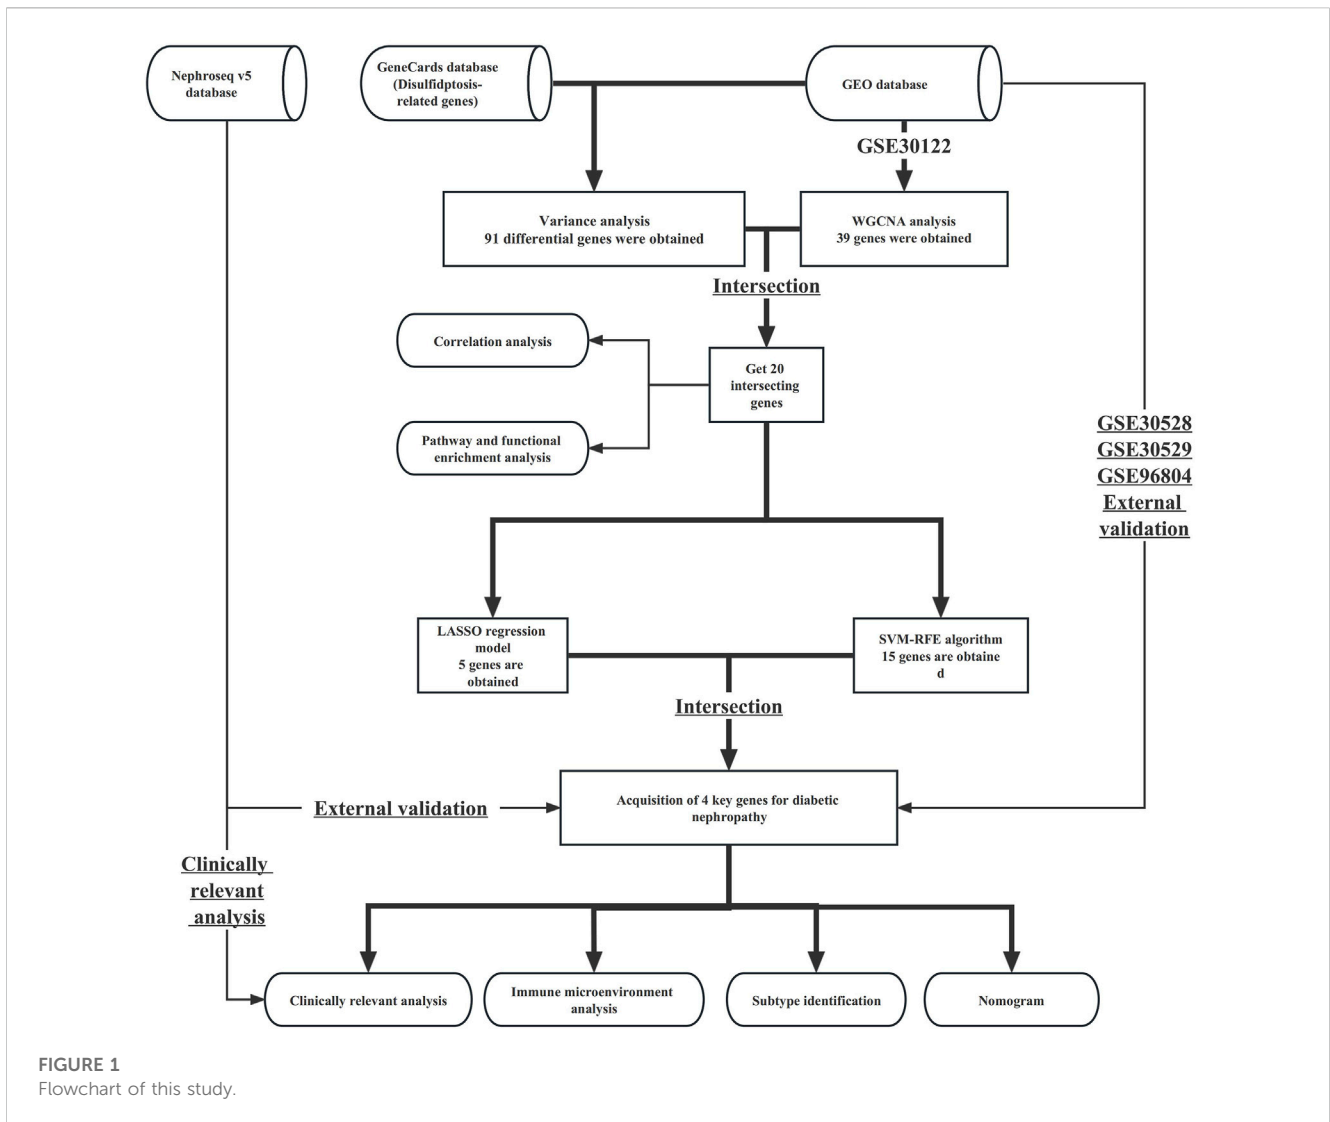 Nephroseq v5
database
GeneCards database
(Disulfidptosis-
related genes)
GEO database
GSE30122
Variance analysis
91 differential genes were obtained
WGCNA analysis
39 genes were obtained
Intersection
Correlation analysis
Get 20
intersecting
genes
Pathway and functional
enrichment analysis
GSE30528
GSE30529
GSE96804
External
validation
LASSO regression
model
5 genes are
obtained
SVM-RFE algorithm
15 genes are obtaine
d
Intersection
Acquisition of 4 key genes for diabetic
nephropathy
External validation
Clinically
relevant
analysis
Clinically relevant analysis
Immune microenvironment
analysis
Subtype identification
Nomogram
FIGURE 1
Flowchart of this study.